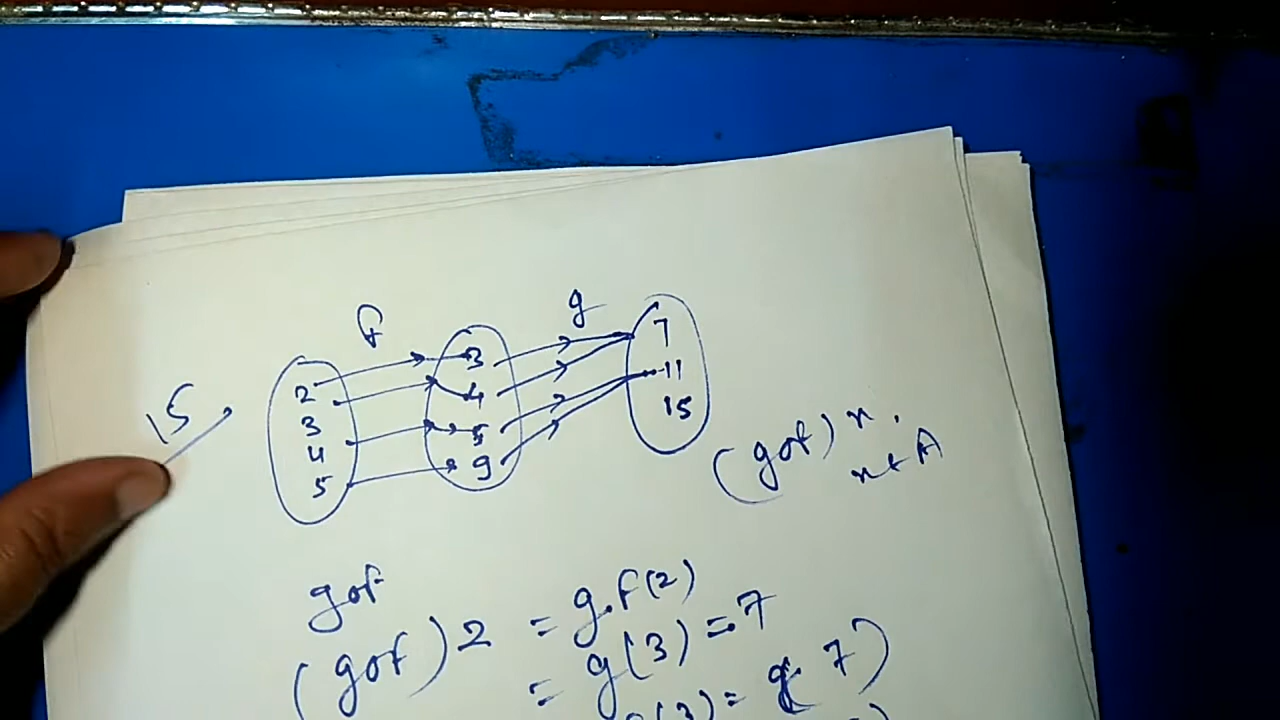 f g
15
2 3 7
3 4 11
4 5 15
5 9
(gof) x.
x ∈ A
gof
(gof) 2 = g.f(2)
= g(3) = 7
(3) = g(7)